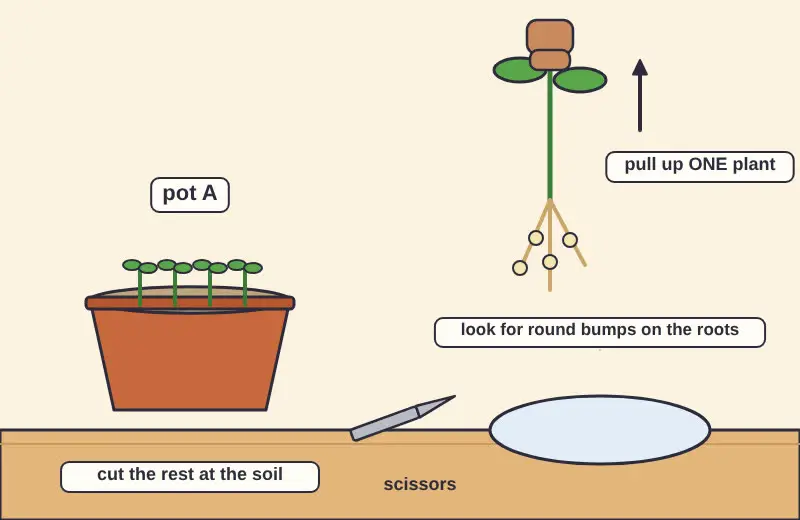 pull up ONE plant
pot A
look for round bumps on the roots
cut the rest at the soil
scissors